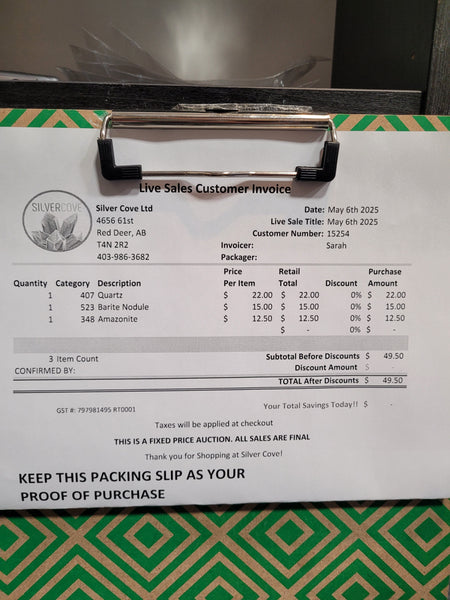 Live Sales Customer Invoice
SILVERCOVE
Silver Cove Ltd
4656 61st
Red Deer, AB
T4N 2R2
403-986-3682
Date: May 6th 2025
Live Sale Title: May 6th 2025
Customer Number: 15254
Invoicer: Sarah
Packager:
Quantity Category Description Price Per Item Retail Total Discount Purchase Amount
1 407 Quartz $ 22.00 $ 22.00 0% $ 22.00
1 523 Barite Nodule $ 15.00 $ 15.00 0% $ 15.00
1 348 Amazonite $ 12.50 $ 12.50 0% $ 12.50
$ - 0% $ -
3 Item Count Subtotal Before Discounts $ 49.50
CONFIRMED BY: Discount Amount $ -
TOTAL After Discounts $ 49.50
GST #: 797981495 RT0001 Your Total Savings Today!! $ -
Taxes will be applied at checkout
THIS IS A FIXED PRICE AUCTION. ALL SALES ARE FINAL
Thank you for Shopping at Silver Cove!
KEEP THIS PACKING SLIP AS YOUR
PROOF OF PURCHASE